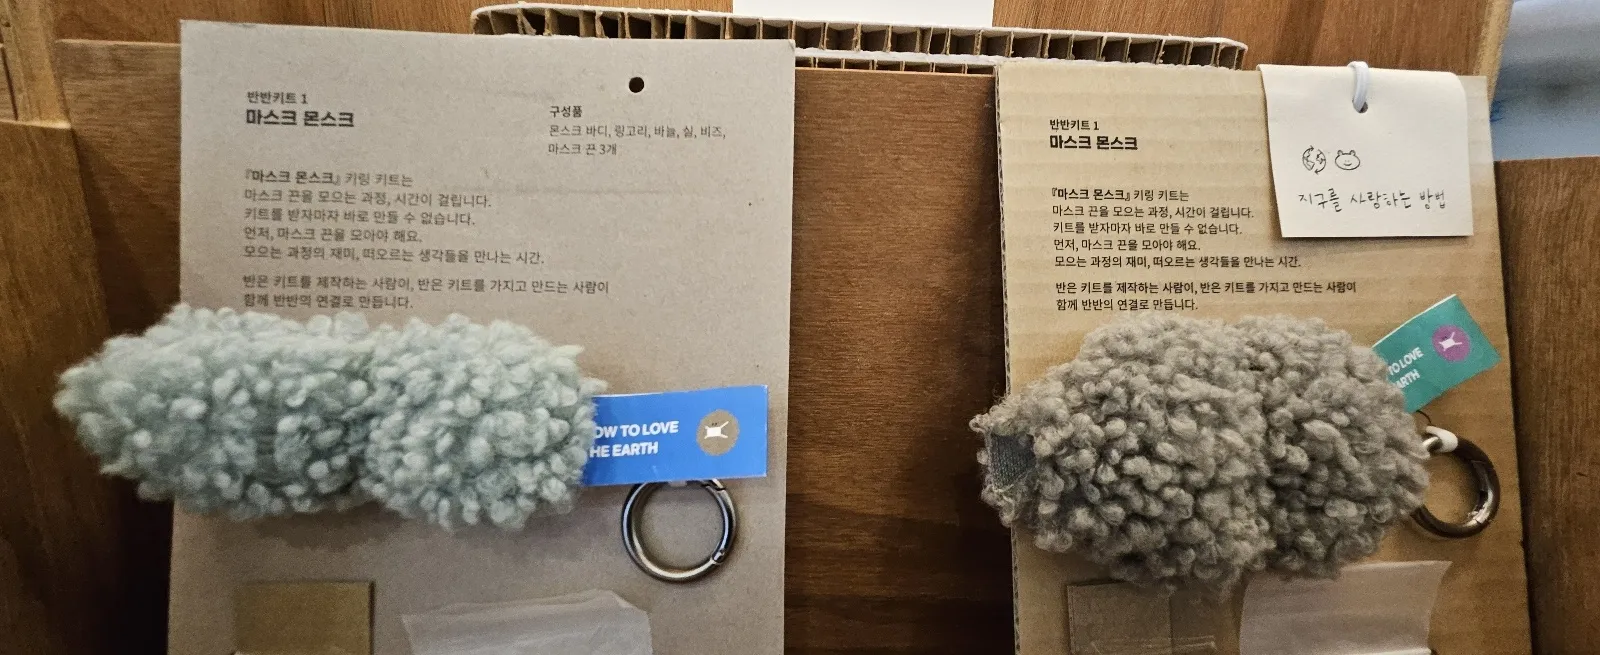 반반키트 1
마스크 몬스크
구성품
몬스크 바디, 링고리, 바늘, 실, 비즈,
마스크 끈 3개
『마스크 몬스크』 키링 키트는
마스크 끈을 모으는 과정, 시간이 걸립니다.
키트를 받자마자 바로 만들 수 없습니다.
먼저, 마스크 끈을 모아야 해요.
모으는 과정의 재미, 떠오르는 생각들을 만나는 시간.
반은 키트를 제작하는 사람이, 반은 키트를 가지고 만드는 사람이
함께 반반의 연결로 만듭니다.
OW TO LOVE
HE EARTH
반반키트 1
마스크 몬스크
『마스크 몬스크』 키링 키트는
마스크 끈을 모으는 과정, 시간이 걸립니다.
키트를 받자마자 바로 만들 수 없습니다.
먼저, 마스크 끈을 모아야 해요.
모으는 과정의 재미, 떠오르는 생각들을 만나는 시간.
반은 키트를 제작하는 사람이, 반은 키트를 가지고 만드는 사람이
함께 반반의 연결로 만듭니다.
지구를 사랑하는 방법
TO LOVE
ARTH